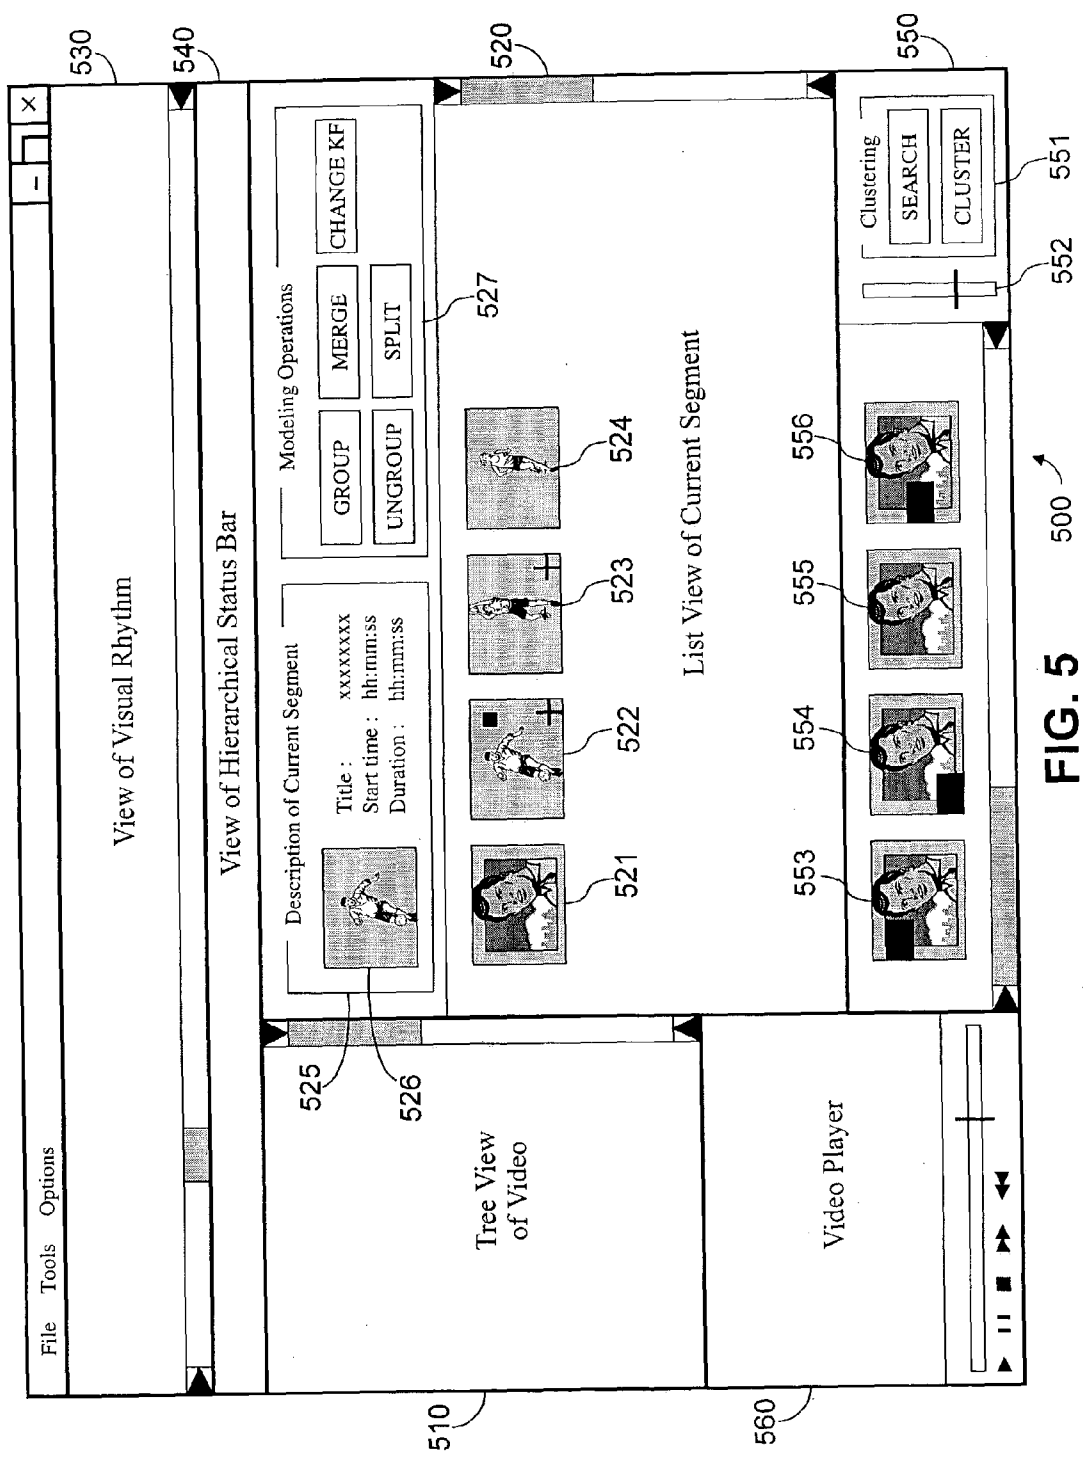 File Tools Options
×
530
View of Visual Rhythm
540
View of Hierarchical Status Bar
Description of Current Segment
Title : xxxxxxxx
Start time : hh:mm:ss
Duration : hh:mm:ss
525
526
Modeling Operations
GROUP
MERGE
CHANGE KF
UNGROUP
SPLIT
527
520
Tree View
of Video
510
521
522
523
524
List View of Current Segment
Video Player
560
553
554
555
556
Clustering
SEARCH
CLUSTER
550
551
552
500
FIG. 5